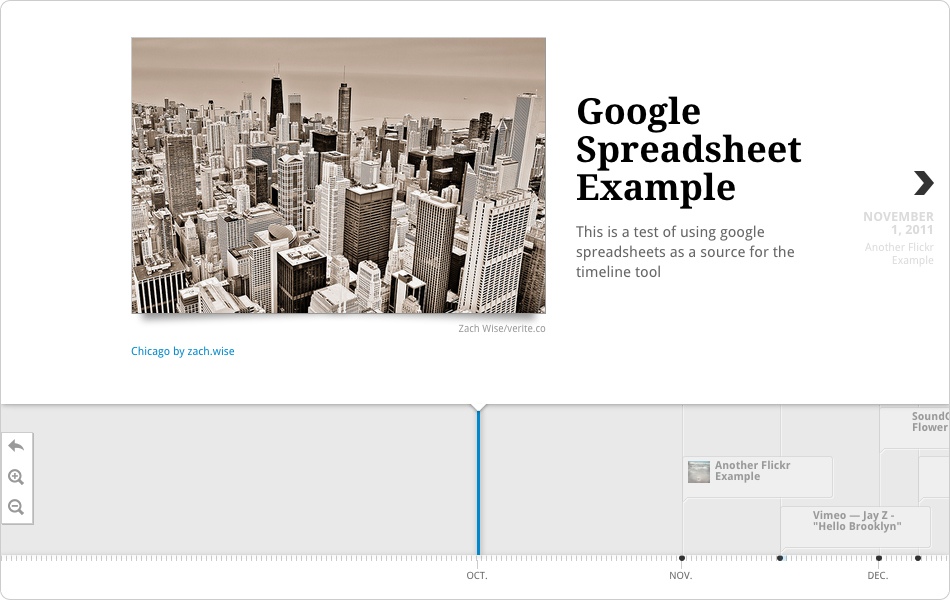 Google
Spreadsheet
Example
This is a test of using google
spreadsheets as a source for the
timeline tool
NOVEMBER
1, 2011
Another Flickr
Example
Zach Wise/verite.co
Chicago by zach.wise
Flower
Another Flickr
Example
Vimeo — Jay Z -
"Hello Brooklyn"
OCT.
NOV.
DEC.